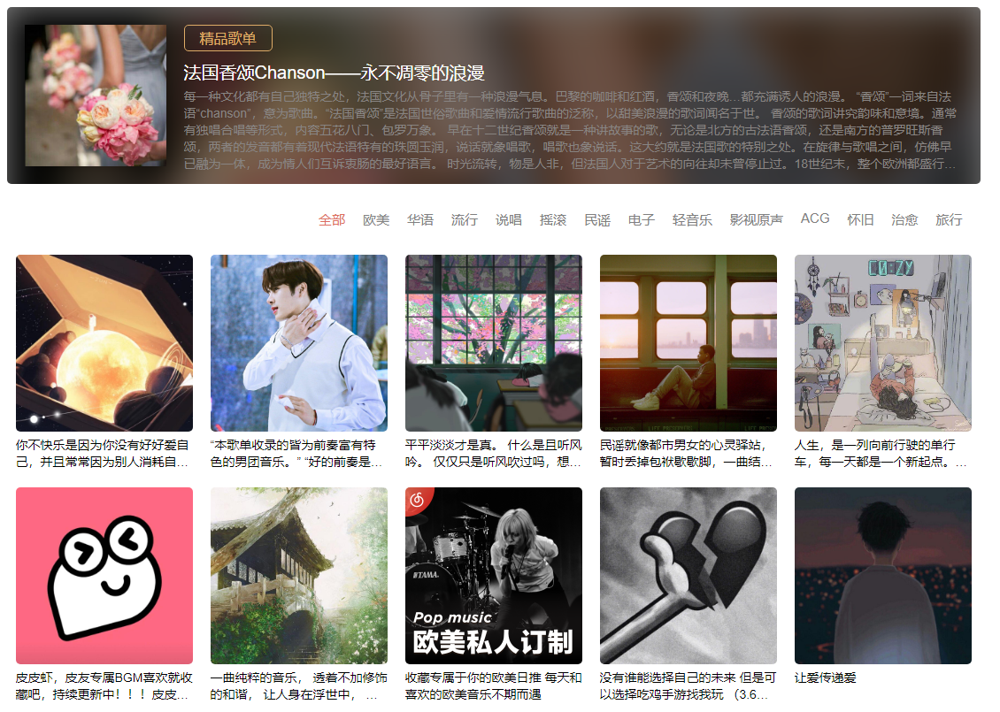 精品歌单
法国香颂Chanson——永不凋零的浪漫
每一种文化都有自己独特之处，法国文化从骨子里有一种浪漫气息。巴黎的咖啡和红酒，香颂和夜晚...都充满诱人的浪漫。 “香颂”一词来自法
语“chanson”，意为歌曲。“法国香颂”是法国世俗歌曲和爱情流行歌曲的泛称，以甜美浪漫的歌词闻名于世。 香颂的歌词讲究韵味和意境。通常
有独唱合唱等形式，内容五花八门、包罗万象。 早在十二世纪香颂就是一种讲故事的歌，无论是北方的古法语香颂，还是南方的普罗旺斯香
颂，两者的发音都有着现代法语特有的珠圆玉润，说话就象唱歌，唱歌也象说话。这大约就是法国歌的特别之处。在旋律与歌唱之间，仿佛早
已融为一体，成为情人们互诉衷肠的最好语言。 时光流转，物是人非，但法国人对于艺术的向往却未曾停止过。18世纪末，整个欧洲都盛行...
全部 欧美 华语 流行 说唱 摇滚 民谣 电子 轻音乐 影视原声 ACG 怀旧 治愈 旅行
你不快乐是因为你没有好好爱自
己，并且常常因为别人消耗自...
“本歌单收录的皆为前奏富有特
色的男团音乐。” “好的前奏是...
平平淡淡才是真。 什么是且听风
吟。 仅仅只是听风吹过吗，想...
民谣就像都市男女的心灵驿站，
暂时丢掉包袱歇歇脚，一曲结...
人生，是一列向前行驶的单行
车，每一天都是一个新起点。...
皮皮虾，皮友专属BGM喜欢就收
藏吧，持续更新中！！！皮皮...
一曲纯粹的音乐， 透着不加修饰
的和谐， 让人身在浮世中， ...
TAMA.
Pop music
欧美私人订制
收藏专属于你的欧美日推 每天和
喜欢的欧美音乐不期而遇
没有谁能选择自己的未来 但是可
以选择吃鸡手游找我玩 （3.6...
让爱传递爱